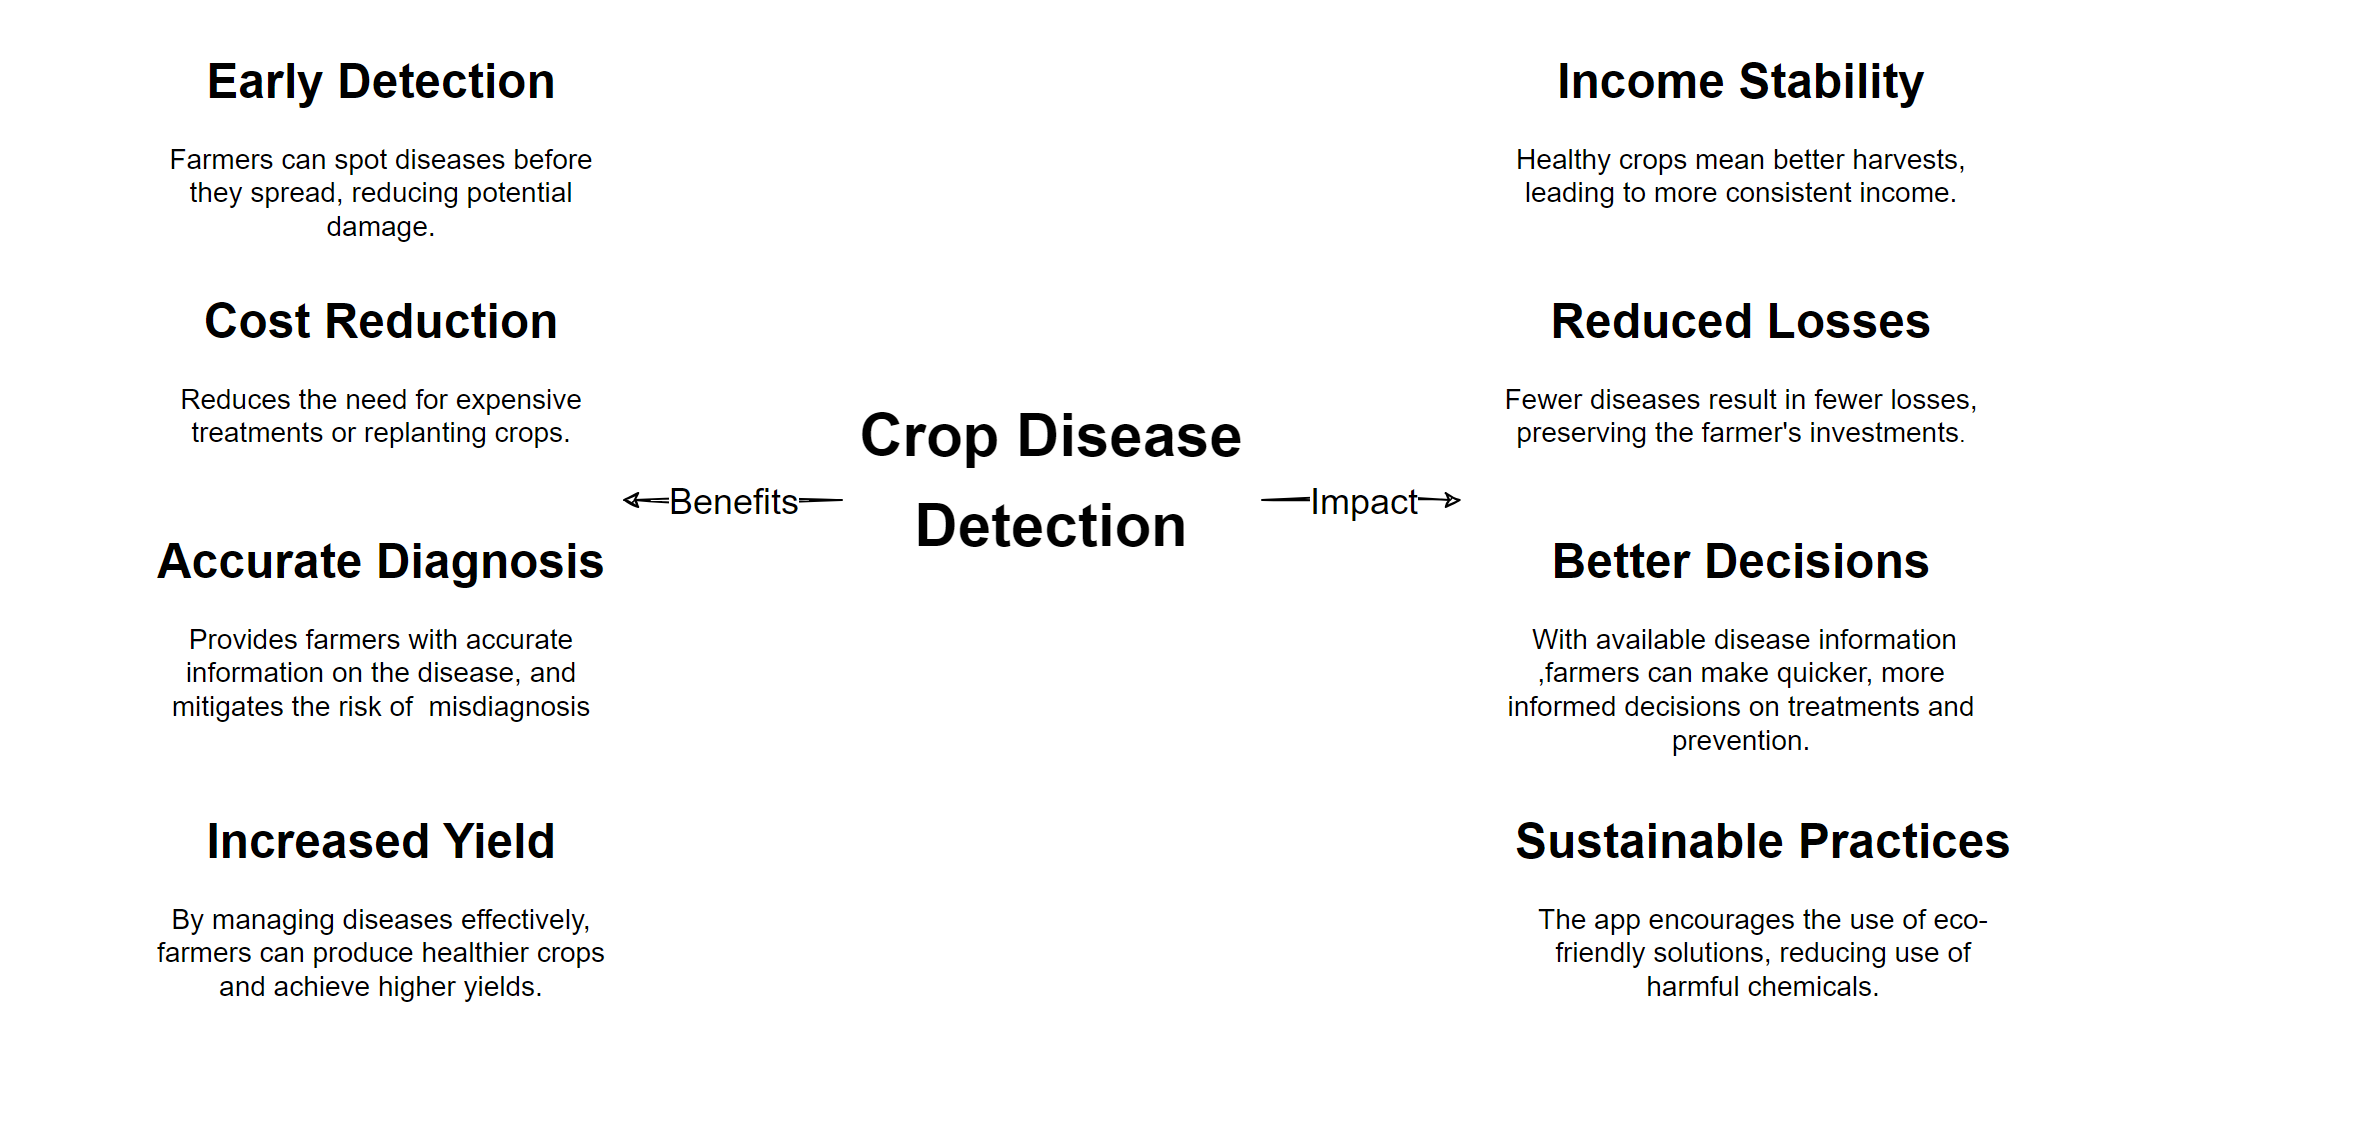 Early Detection
Farmers can spot diseases before
they spread, reducing potential
damage.
Cost Reduction
Reduces the need for expensive
treatments or replanting crops.
Accurate Diagnosis
Provides farmers with accurate
information on the disease, and
mitigates the risk of  misdiagnosis
Increased Yield
By managing diseases effectively,
farmers can produce healthier crops
and achieve higher yields.
Benefits
Crop Disease
Detection
Impact
Income Stability
Healthy crops mean better harvests,
leading to more consistent income.
Reduced Losses
Fewer diseases result in fewer losses,
preserving the farmer's investments.
Better Decisions
With available disease information
,farmers can make quicker, more
informed decisions on treatments and
prevention.
Sustainable Practices
The app encourages the use of eco-
friendly solutions, reducing use of
harmful chemicals.